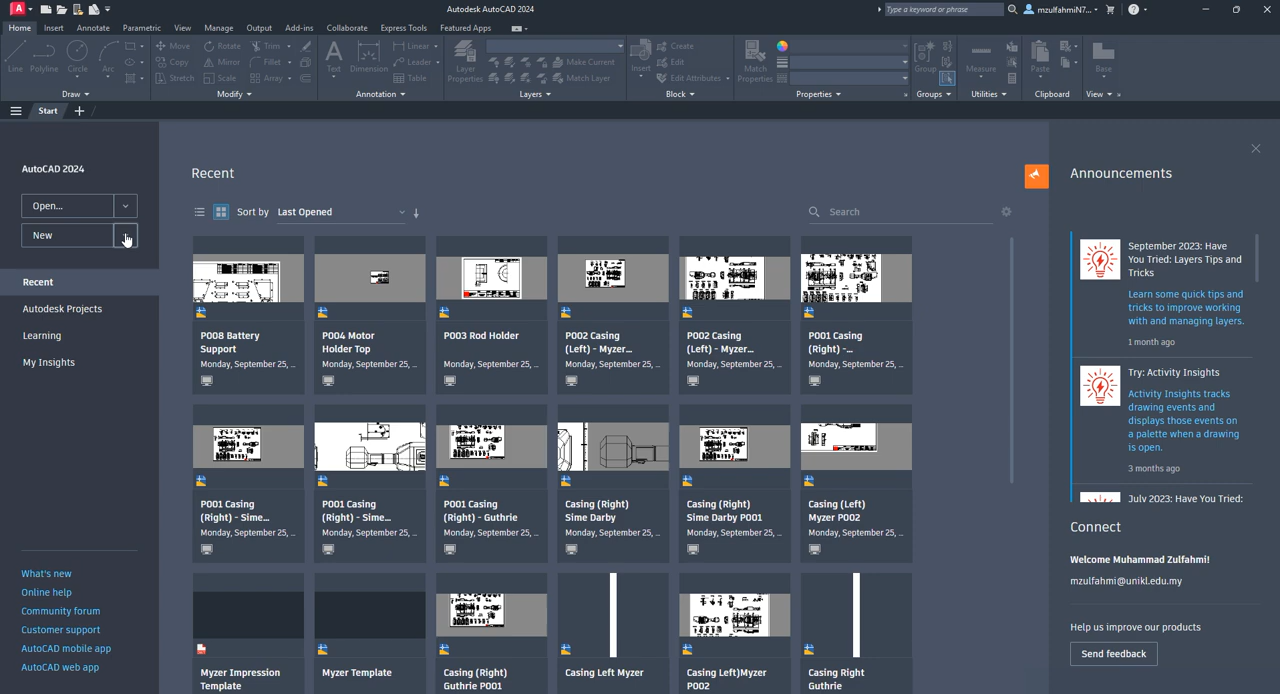 A
Autodesk AutoCAD 2024
Type a keyword or phrase
mzulfahmiN7...
?
Home Insert Annotate Parametric View Manage Output Add-ins Collaborate Express Tools Featured Apps
Line Polyline Circle Arc
Draw
Move Rotate Trim
Copy Mirror Fillet
Stretch Scale Array
Modify
Text Dimension
Linear
Leader
Table
Annotation
Layer Properties
Make Current
Match Layer
Layers
Insert
Create
Edit
Edit Attributes
Block
Match Properties
Properties
Group
Groups
Measure
Utilities
Paste
Clipboard
Base
View
Start
AutoCAD 2024
Open...
New
Recent
Autodesk Projects
Learning
My Insights
What's new
Online help
Community forum
Customer support
AutoCAD mobile app
AutoCAD web app
Recent
Sort by Last Opened
Search
P008 Battery
Support
Monday, September 25, ...
P004 Motor
Holder Top
Monday, September 25, ...
P003 Rod Holder
Monday, September 25, ...
P002 Casing
(Left) - Myzer...
Monday, September 25, ...
P002 Casing
(Left) - Myzer...
Monday, September 25, ...
P001 Casing
(Right) -...
Monday, September 25, ...
P001 Casing
(Right) - Sime...
Monday, September 25, ...
P001 Casing
(Right) - Sime...
Monday, September 25, ...
P001 Casing
(Right) - Guthrie
Monday, September 25, ...
Casing (Right)
Sime Darby
Monday, September 25, ...
Casing (Right)
Sime Darby P001
Monday, September 25, ...
Casing (Left)
Myzer P002
Monday, September 25, ...
Myzer Impression
Template
Myzer Template
Casing (Right)
Guthrie P001
Casing Left Myzer
Casing Left)Myzer
P002
Casing Right
Guthrie
Announcements
September 2023: Have
You Tried: Layers Tips and
Tricks
Learn some quick tips and
tricks to improve working
with and managing layers.
1 month ago
Try: Activity Insights
Activity Insights tracks
drawing events and
displays those events on
a palette when a drawing
is open.
3 months ago
July 2023: Have You Tried:
Connect
Welcome Muhammad Zulfahmi!
mzulfahmi@unikl.edu.my
Help us improve our products
Send feedback